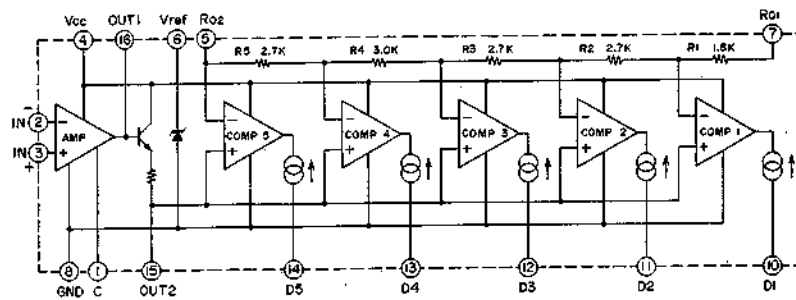 Vcc OUT1 Vref Ro2 Ro1
4 16 6 5 7
R5 2.7K R4 3.0K R3 2.7K R2 2.7K R1 1.5K
IN 2 −
AMP
IN 3 +
− + COMP 5
− + COMP 4
− + COMP 3
− + COMP 2
− + COMP 1
8 1 15 14 13 12 11 10
GND C OUT2 D5 D4 D3 D2 D1